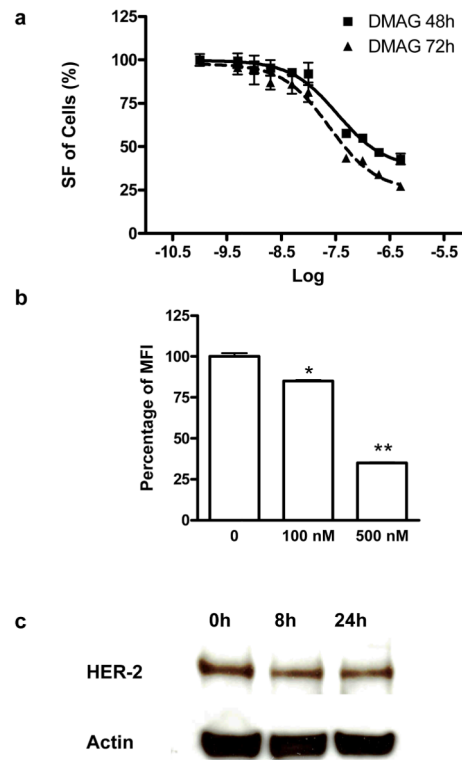 a
SF of Cells (%)
125
100
75
50
25
0
DMAG 48h
DMAG 72h
-10.5 -9.5 -8.5 -7.5 -6.5 -5.5
Log
b
Percentage of MFI
125
100
75
50
25
0
*
**
0 100 nM 500 nM
c
0h 8h 24h
HER-2
Actin